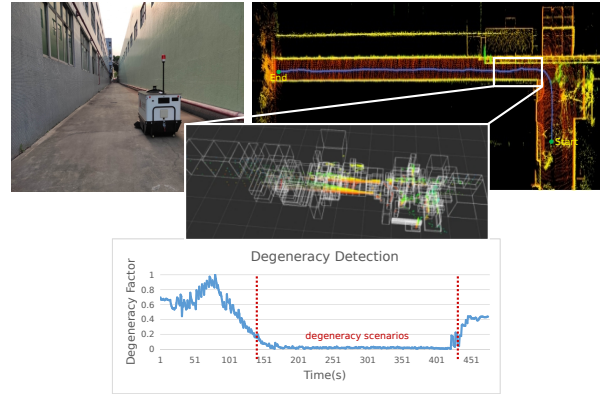 End
Start
Degeneracy Detection
Degeneracy Factor
1
0.8
0.6
0.4
0.2
0
degeneracy scenarios
1 51 101 151 201 251 301 351 401 451
Time(s)